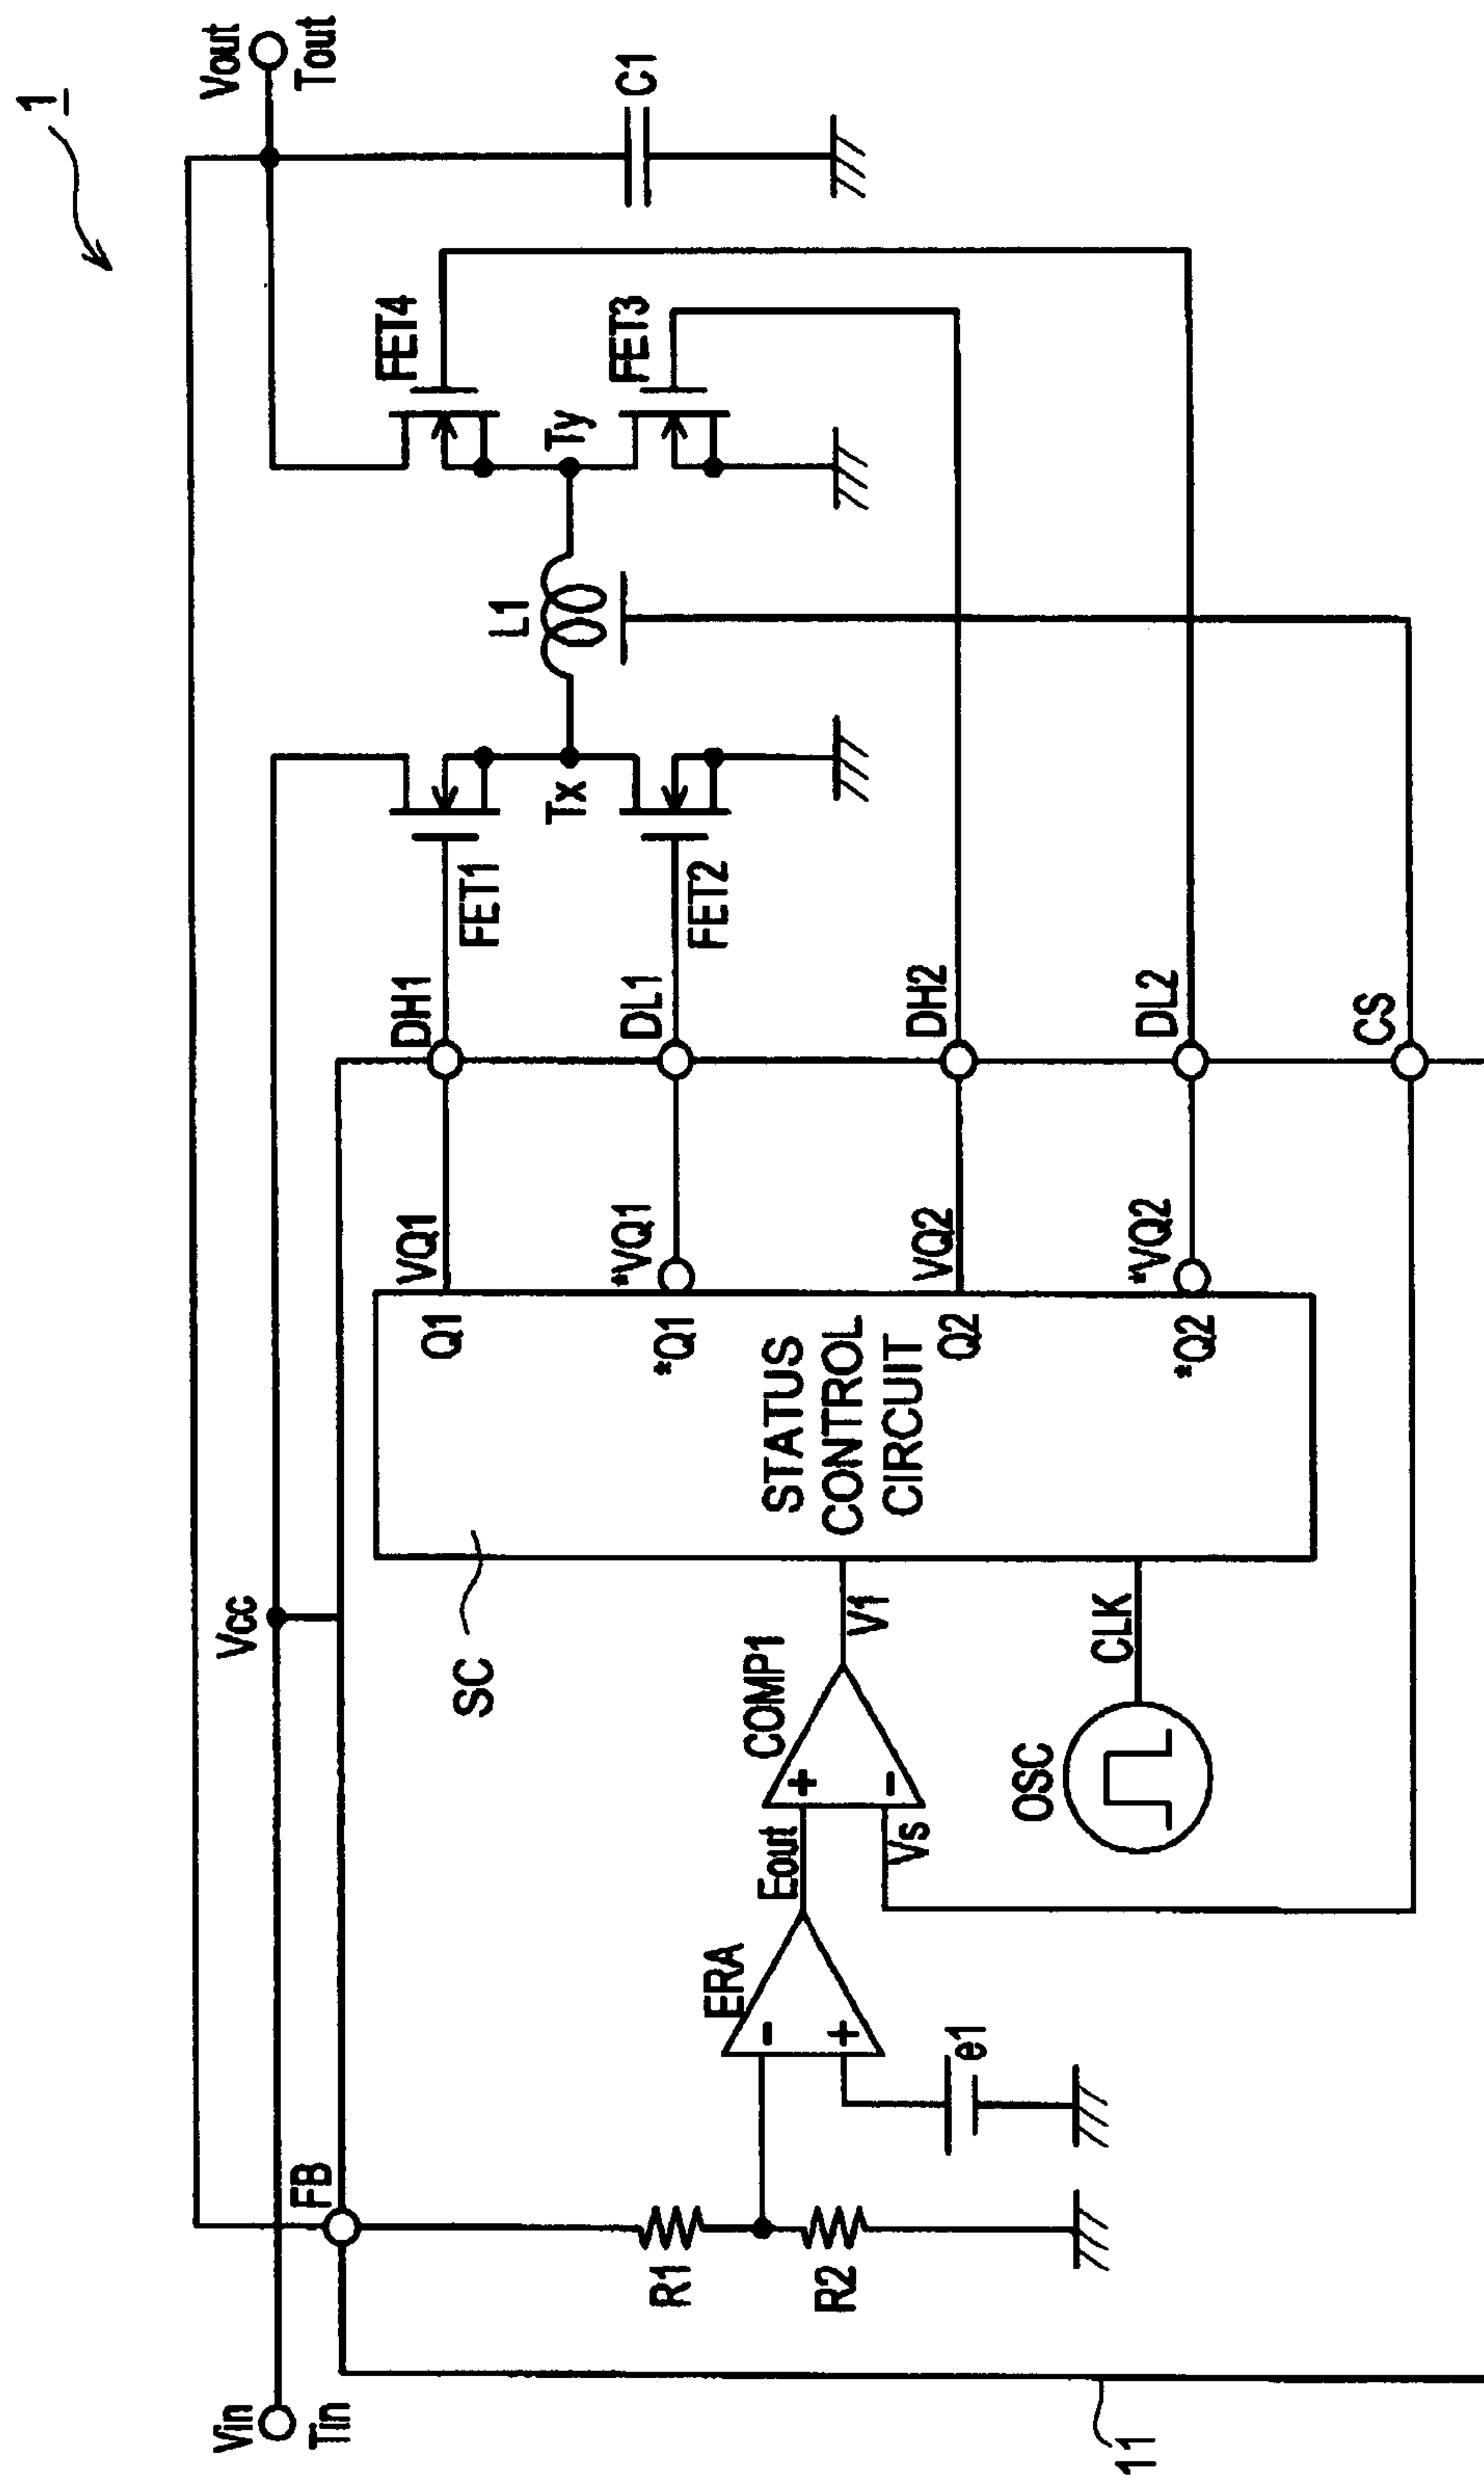 1
Vin
Tin
Vcc
Vout
Tout
FB
SC
R1
R2
ERA
-
+
e1
Eout
COMP1
+
-
Vs
V1
OSC
CLK
STATUS
CONTROL
CIRCUIT
Q1
*Q1
Q2
*Q2
VQ1
*VQ1
VQ2
*VQ2
DH1
DL1
DH2
DL2
CS
FET1
FET2
Tx
L1
Ty
FET4
FET3
C1
11